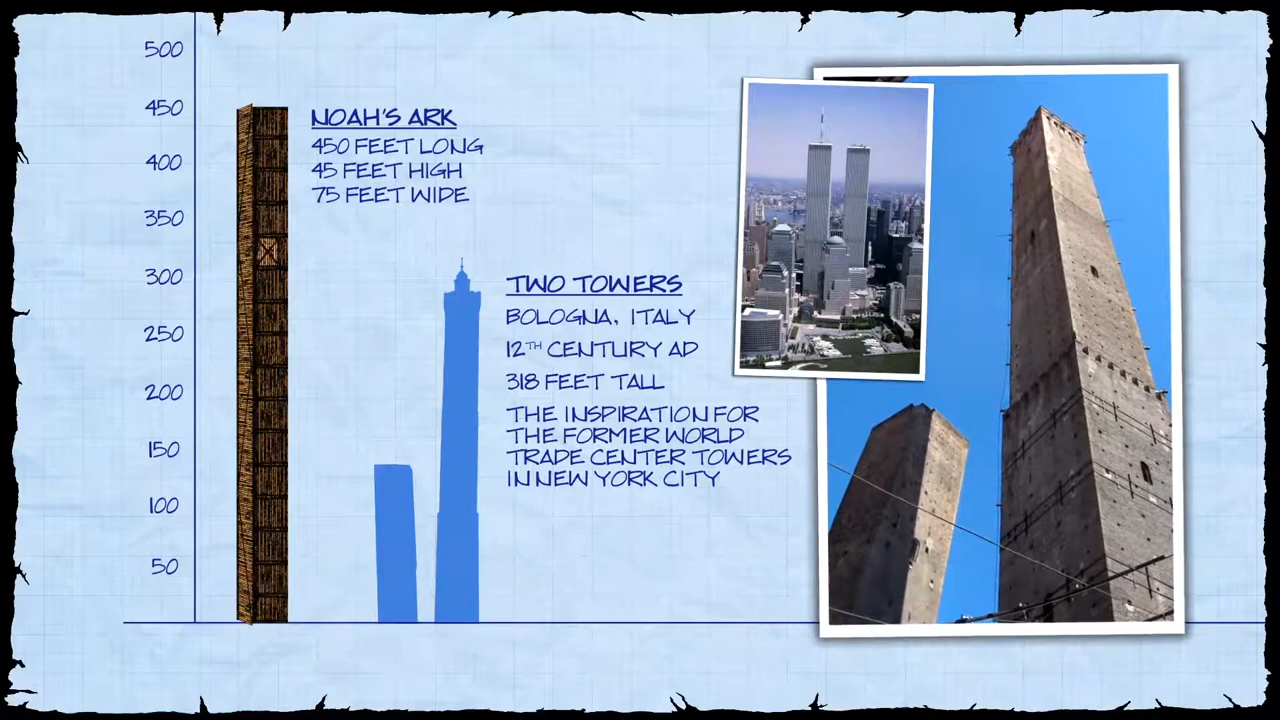 500
450
400
350
300
250
200
150
100
50
NOAH'S ARK
450 FEET LONG
45 FEET HIGH
75 FEET WIDE
TWO TOWERS
BOLOGNA, ITALY
12TH CENTURY AD
318 FEET TALL
THE INSPIRATION FOR
THE FORMER WORLD
TRADE CENTER TOWERS
IN NEW YORK CITY